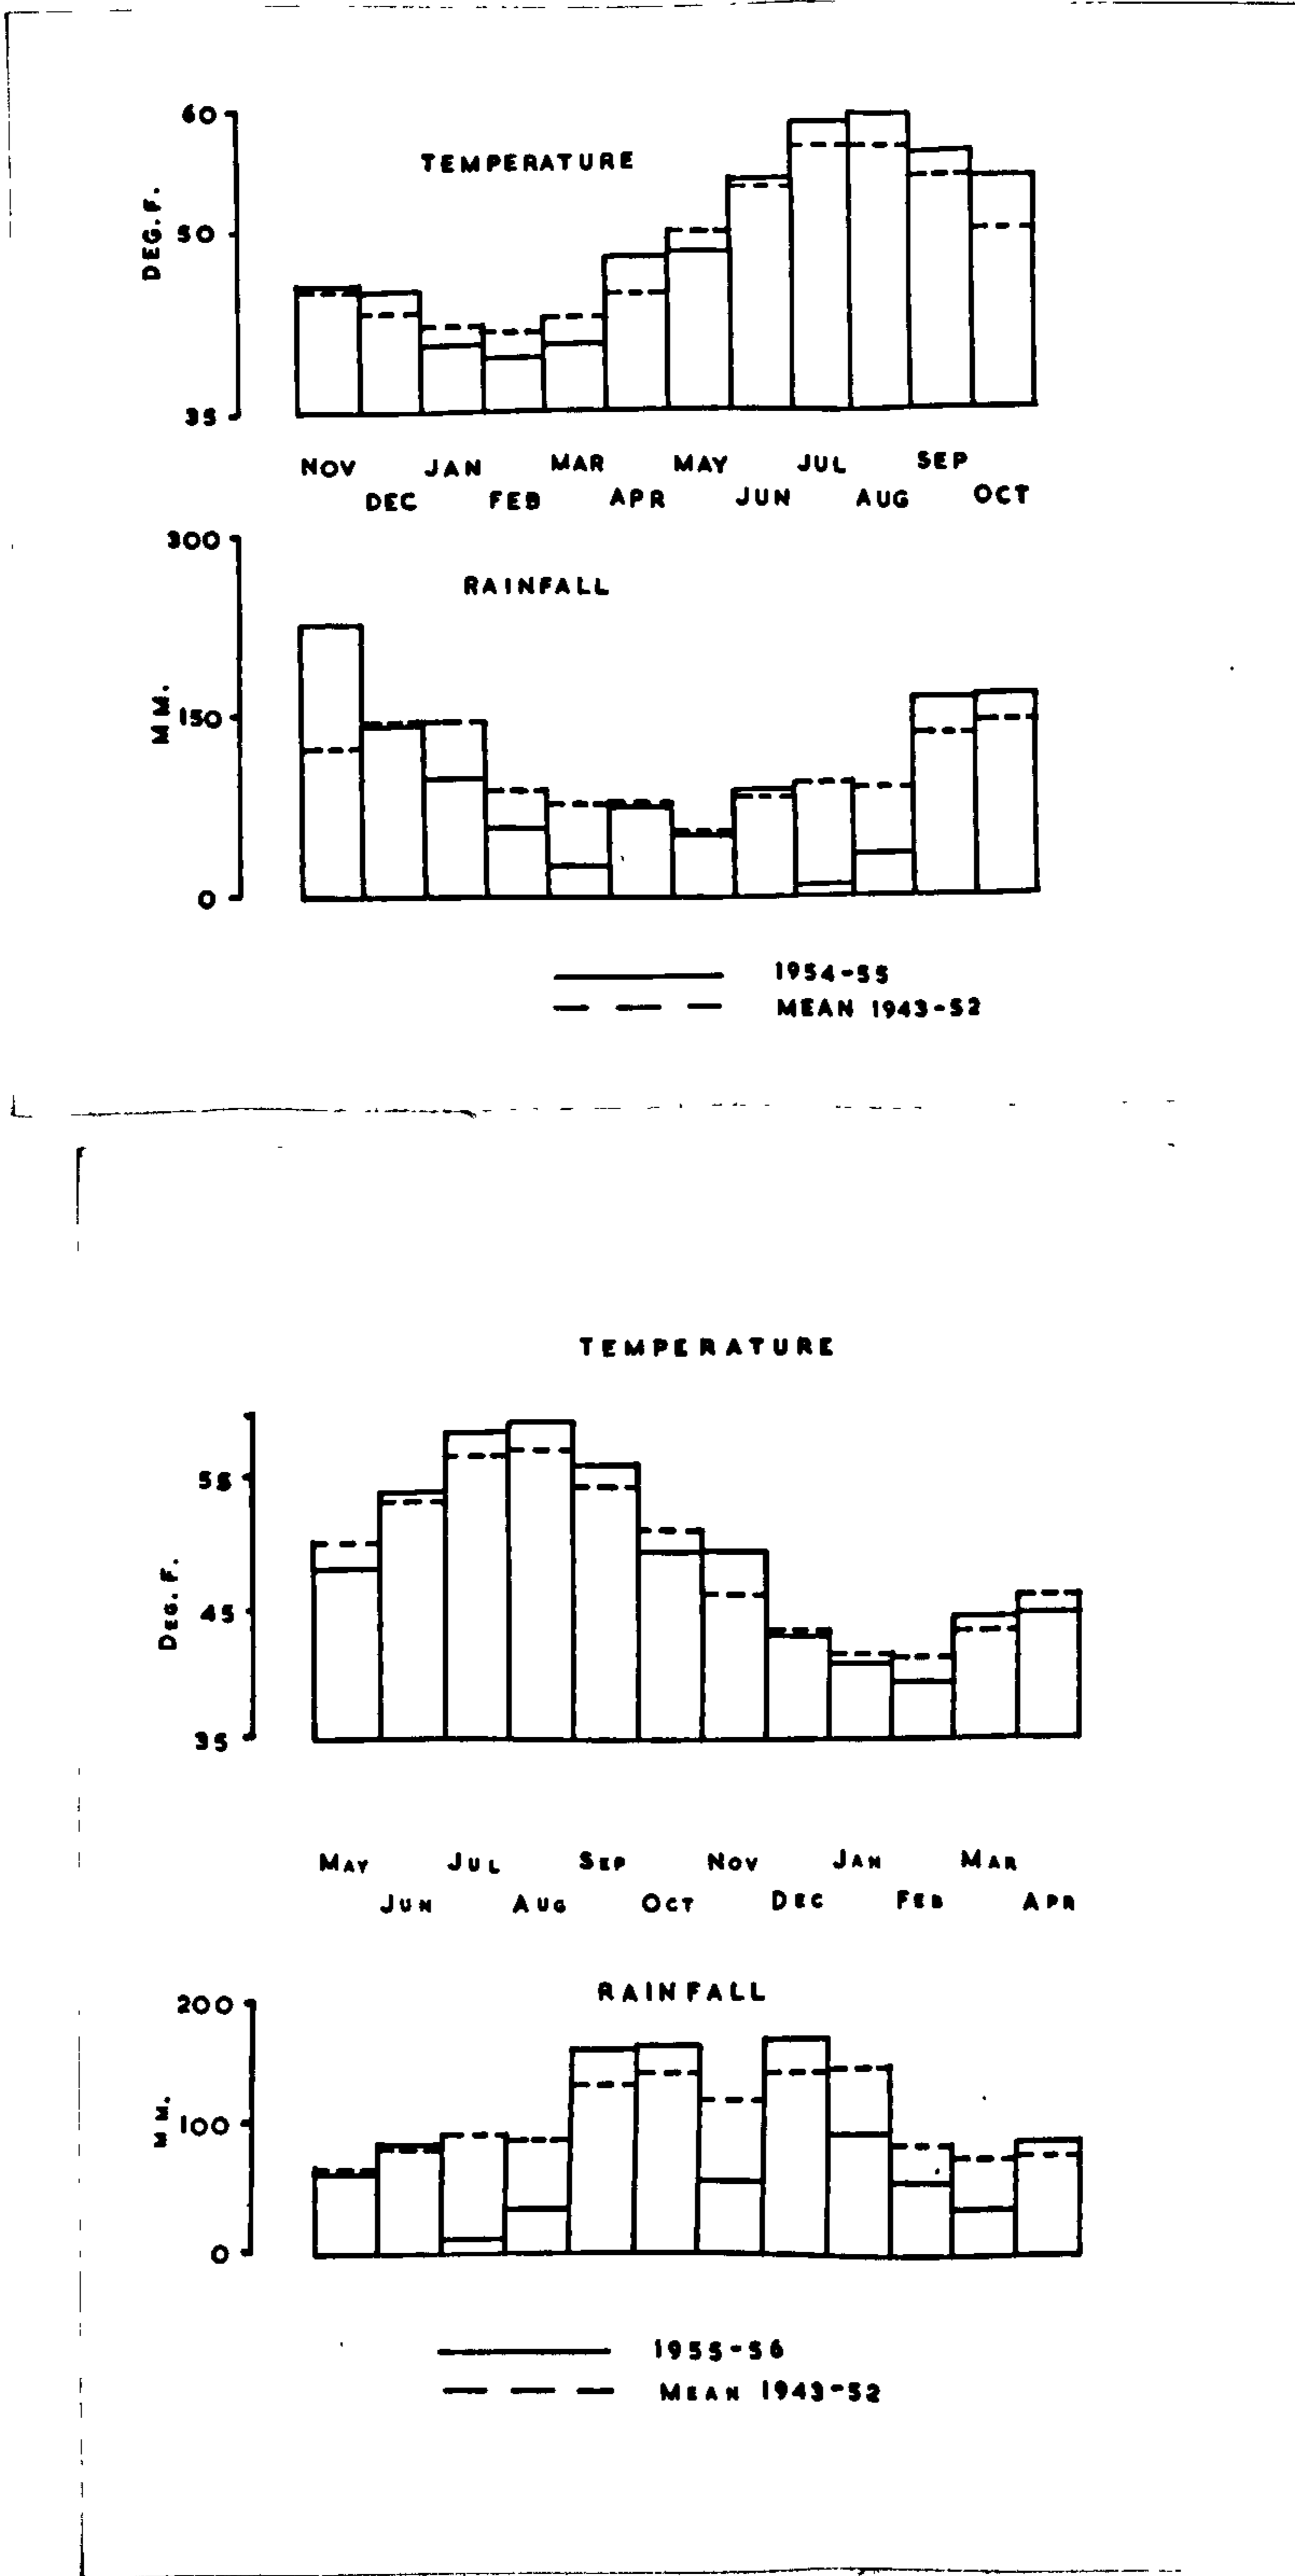 60
TEMPERATURE
DEG. F.
50
35
NOV JAN MAR MAY JUL SEP
DEC FEB APR JUN AUG OCT
300
RAINFALL
MM.
150
0
1954-55
MEAN 1943-52
TEMPERATURE
55
DEG. F.
45
35
MAY JUL SEP NOV JAN MAR
JUN AUG OCT DEC FEB APR
RAINFALL
200
MM.
100
0
1955-56
MEAN 1943-52